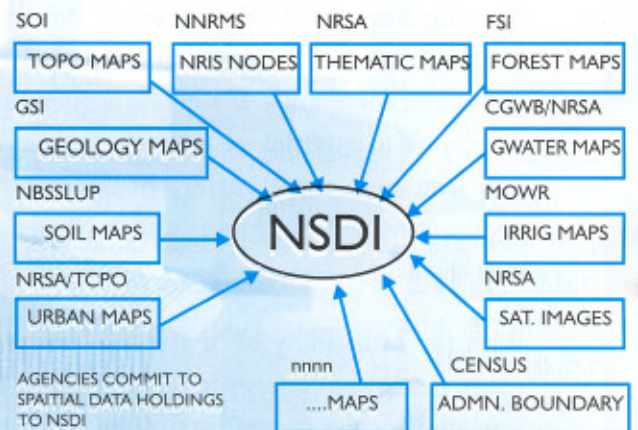 SOI NNRMS NRSA FSI
TOPO MAPS NRIS NODES THEMATIC MAPS FOREST MAPS
GSI CGWB/NRSA
GEOLOGY MAPS GWATER MAPS
NBSSLUP MOWR
SOIL MAPS NSDI IRRIG MAPS
NRSA/TCPO NRSA
URBAN MAPS SAT. IMAGES
nnnn CENSUS
....MAPS ADMN. BOUNDARY
AGENCIES COMMIT TO
SPATIAL DATA HOLDINGS
TO NSDI